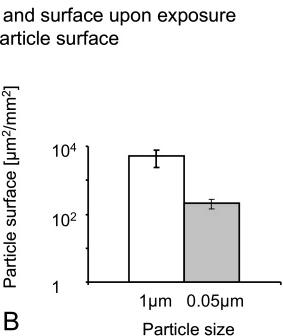 and surface upon exposure
article surface
Particle surface [µm²/mm²]
10⁴
10²
1
1µm 0.05µm
B
Particle size